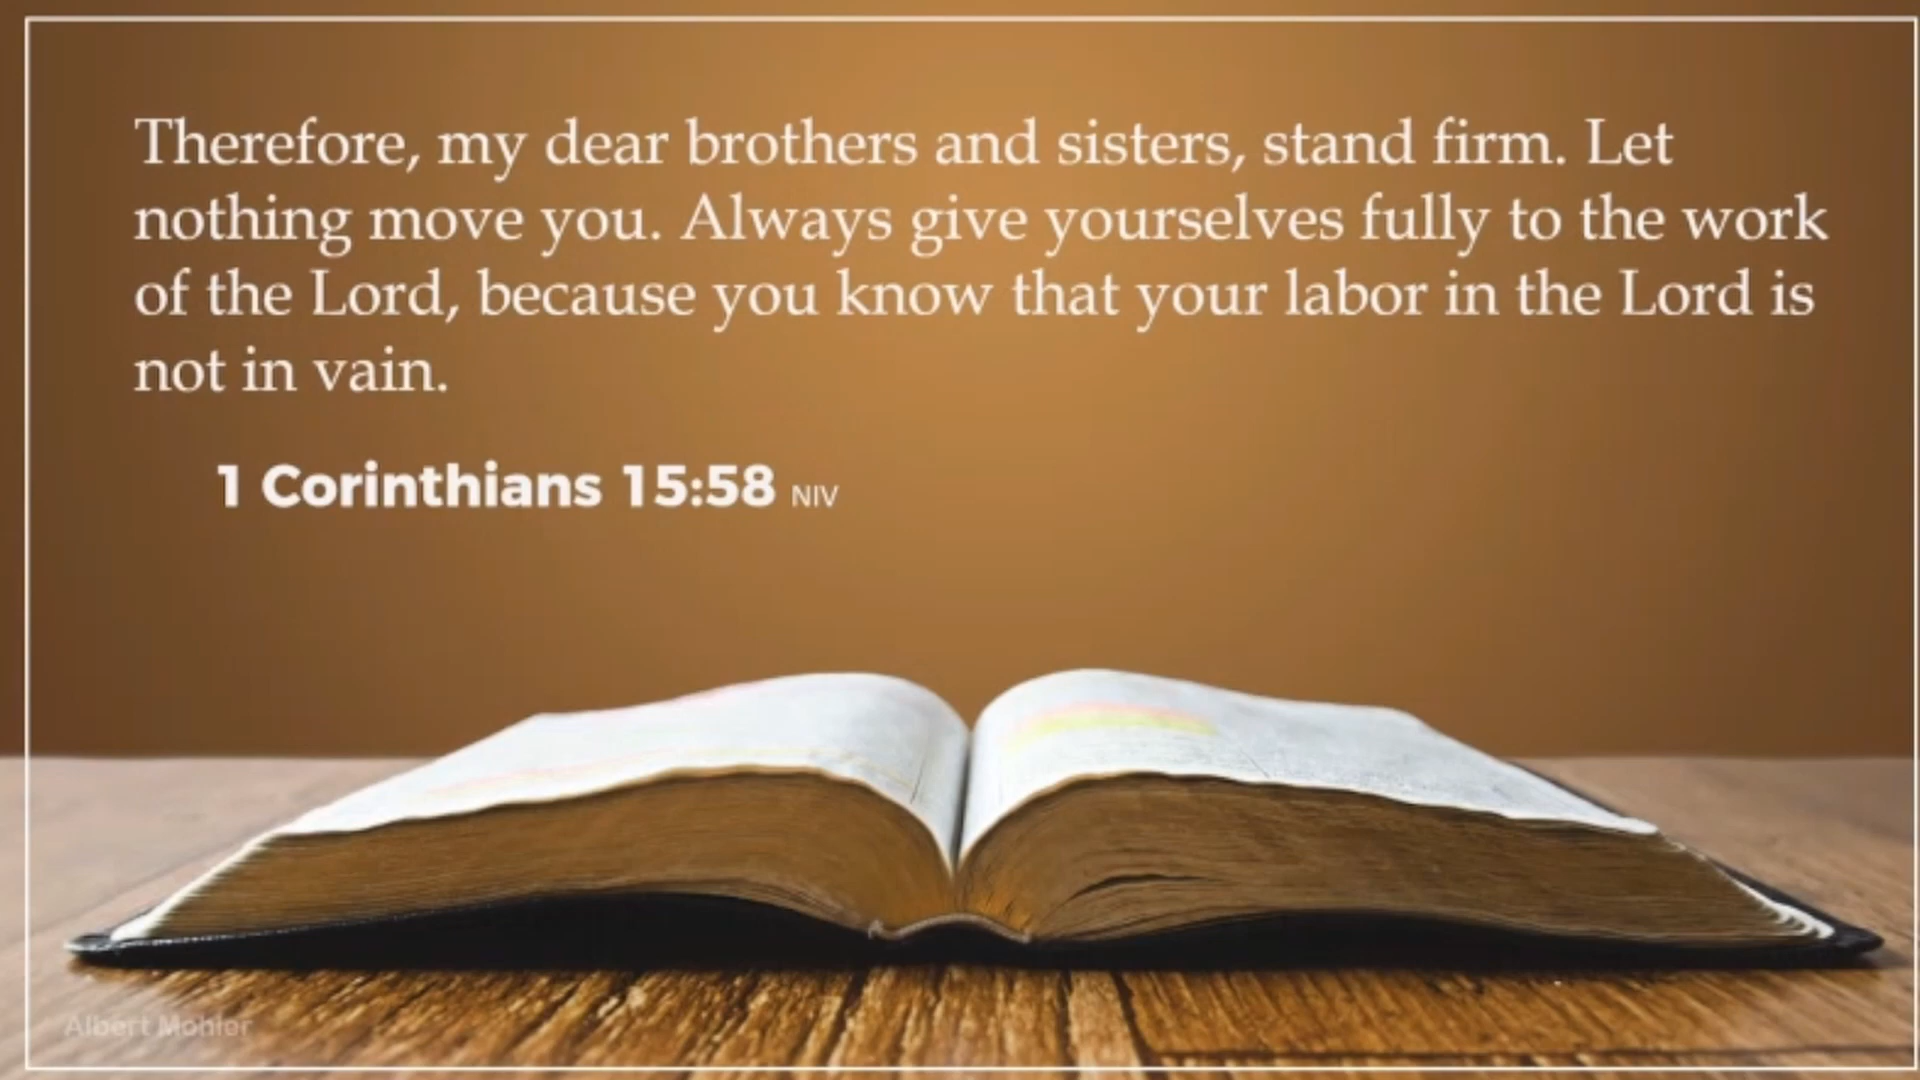 Therefore, my dear brothers and sisters, stand firm. Let
nothing move you. Always give yourselves fully to the work
of the Lord, because you know that your labor in the Lord is
not in vain.
1 Corinthians 15:58 NIV
Albert Mohler